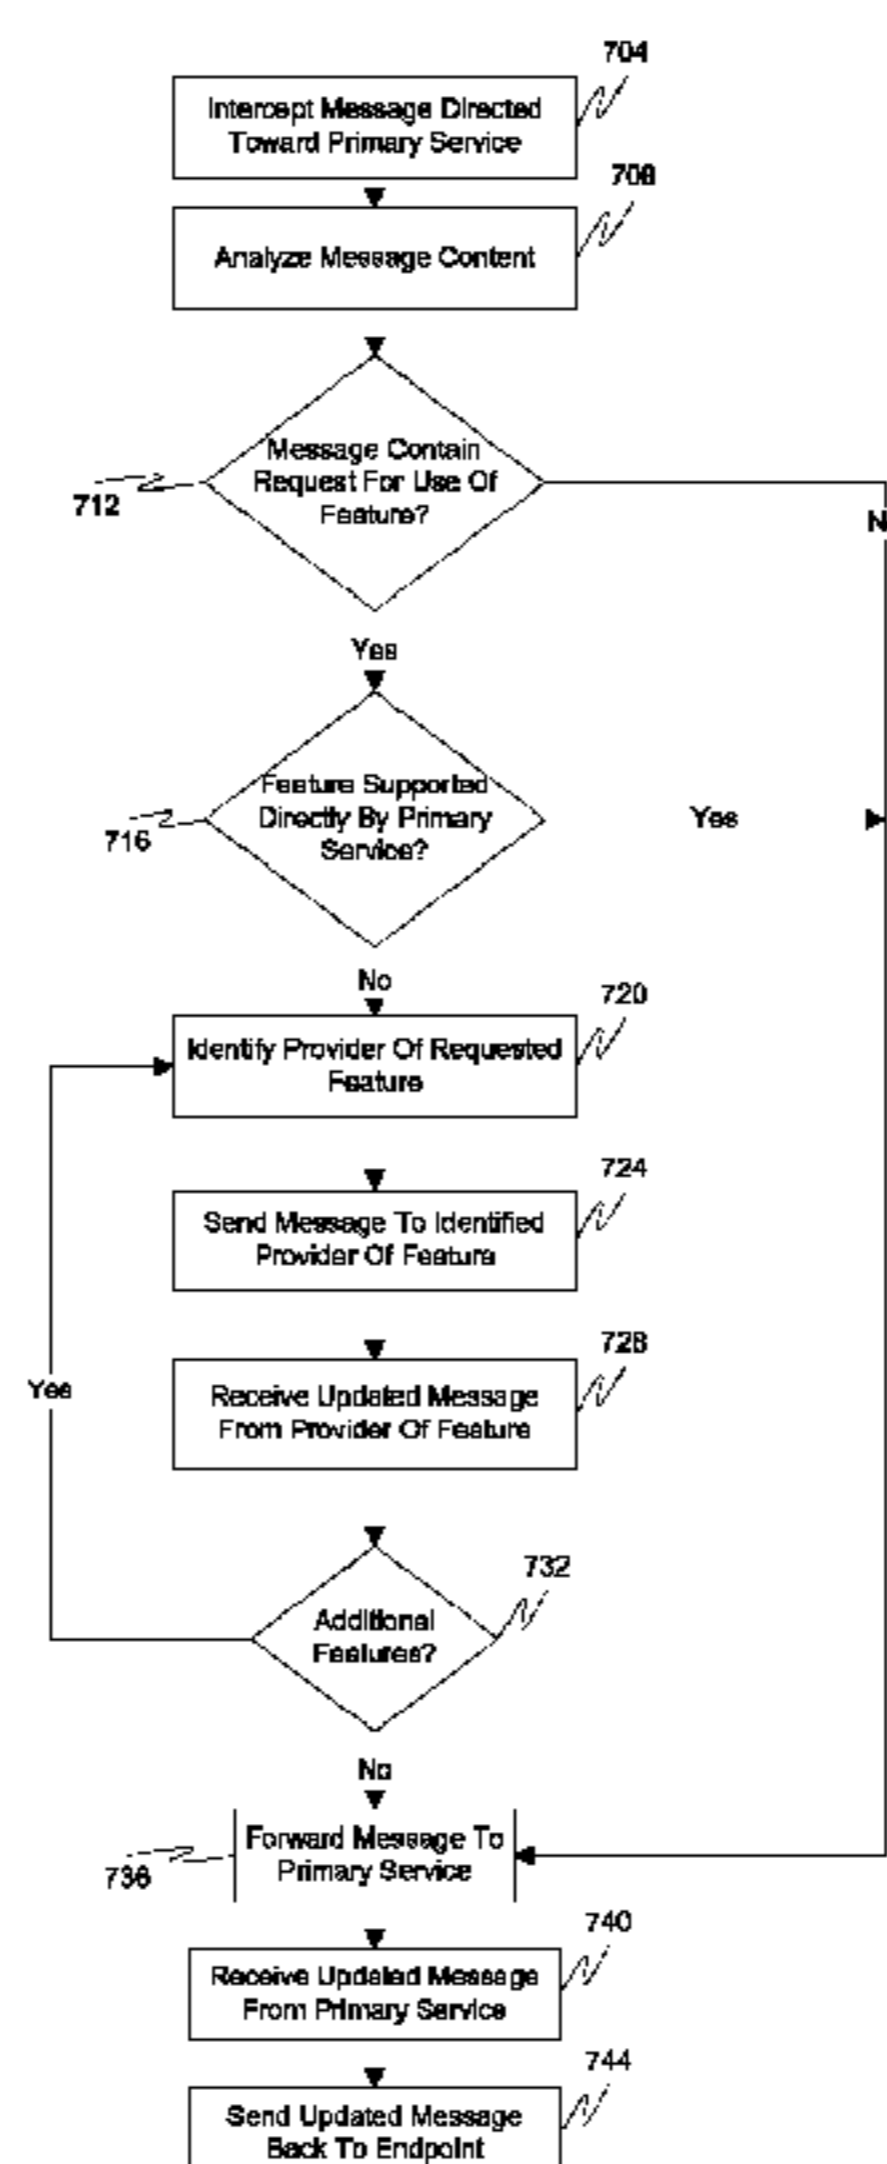 704
Intercept Message Directed
Toward Primary Service
708
Analyze Message Content
Message Contain
Request For Use Of
Feature?
712
N
Yes
Feature Supported
Directly By Primary
Service?
716
Yes
No
720
Identify Provider Of Requested
Feature
724
Send Message To Identified
Provider Of Feature
728
Receive Updated Message
From Provider Of Feature
Yes
732
Additional
Features?
No
Forward Message To
Primary Service
736
740
Receive Updated Message
From Primary Service
744
Send Updated Message
Back To Endpoint